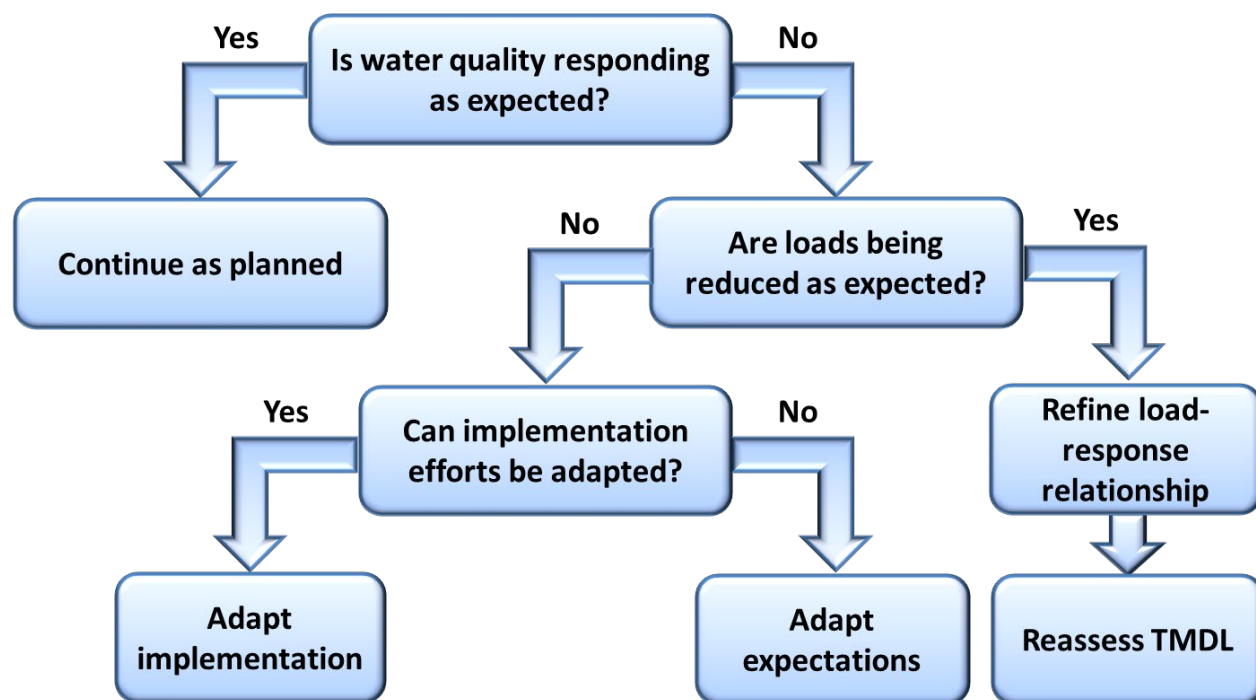 Yes
No
Is water quality responding
as expected?
Continue as planned
No
Yes
Are loads being
reduced as expected?
Yes
No
Can implementation
efforts be adapted?
Refine load-
response
relationship
Adapt
implementation
Adapt
expectations
Reassess TMDL